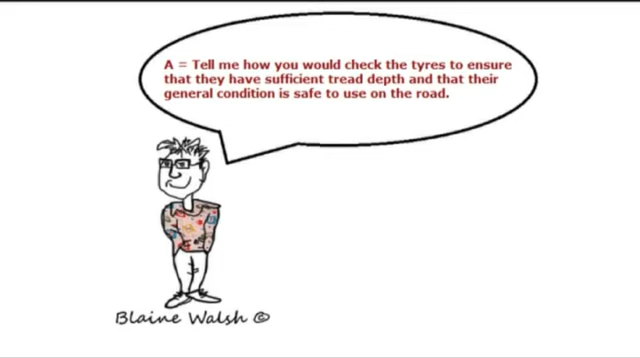 A = Tell me how you would check the tyres to ensure
that they have sufficient tread depth and that their
general condition is safe to use on the road.
Blaine Walsh ©